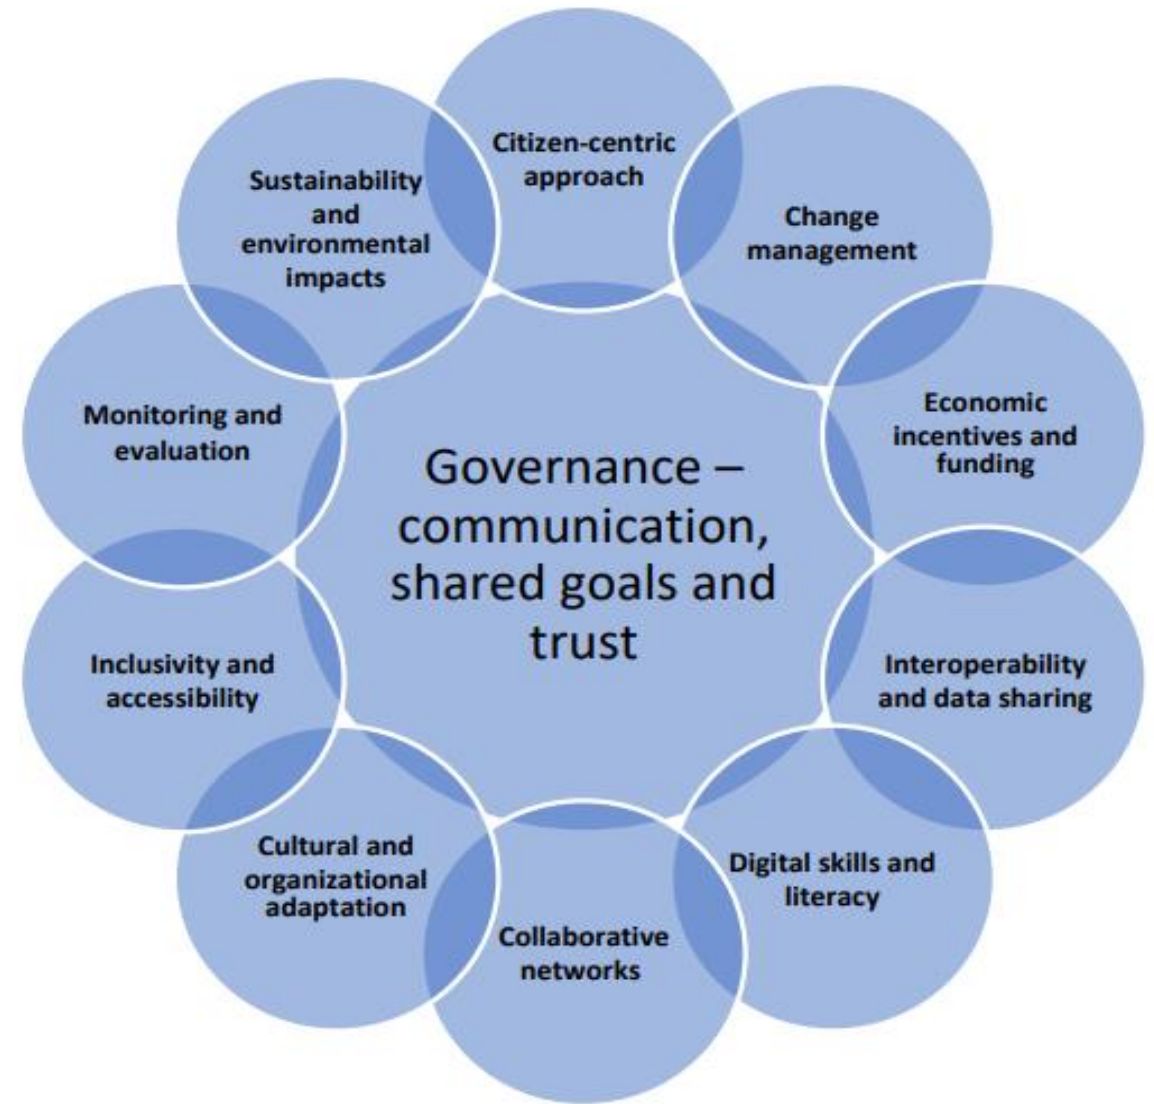 Citizen-centric
approach
Change
management
Economic
incentives and
funding
Interoperability
and data sharing
Digital skills and
literacy
Collaborative
networks
Cultural and
organizational
adaptation
Inclusivity and
accessibility
Monitoring and
evaluation
Sustainability
and
environmental
impacts
Governance –
communication,
shared goals and
trust